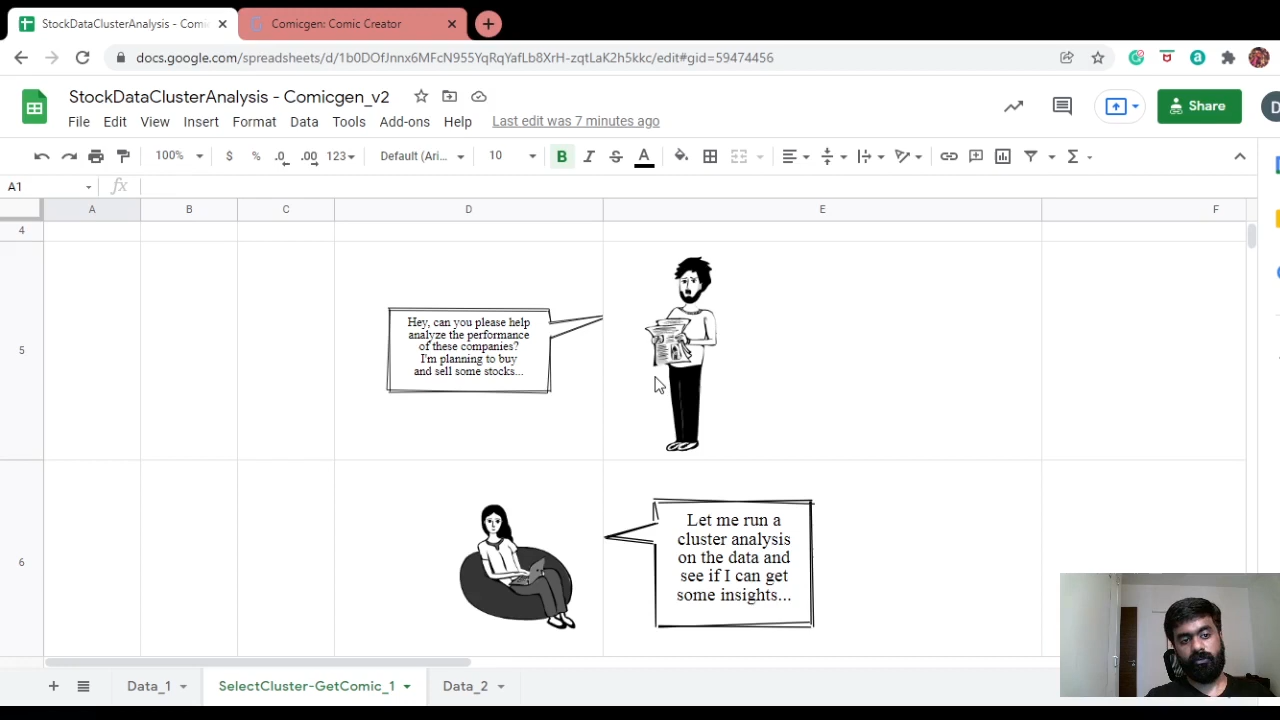 StockDataClusterAnalysis - Comi
Comicgen: Comic Creator
docs.google.com/spreadsheets/d/1b0DOfJnnx6MFcN955YqRqYafLb8XrH-zqtLaK2h5kkc/edit#gid=59474456
StockDataClusterAnalysis - Comicgen_v2
File Edit View Insert Format Data Tools Add-ons Help Last edit was 7 minutes ago
Share
100% $ % .0 .00 123 Default (Ari... 10 B I S A
A1 fx
A B C D E F
4
5
Hey, can you please help
analyze the performance
of these companies?
I'm planning to buy
and sell some stocks...
6
Let me run a
cluster analysis
on the data and
see if I can get
some insights...
Data_1 SelectCluster-GetComic_1 Data_2